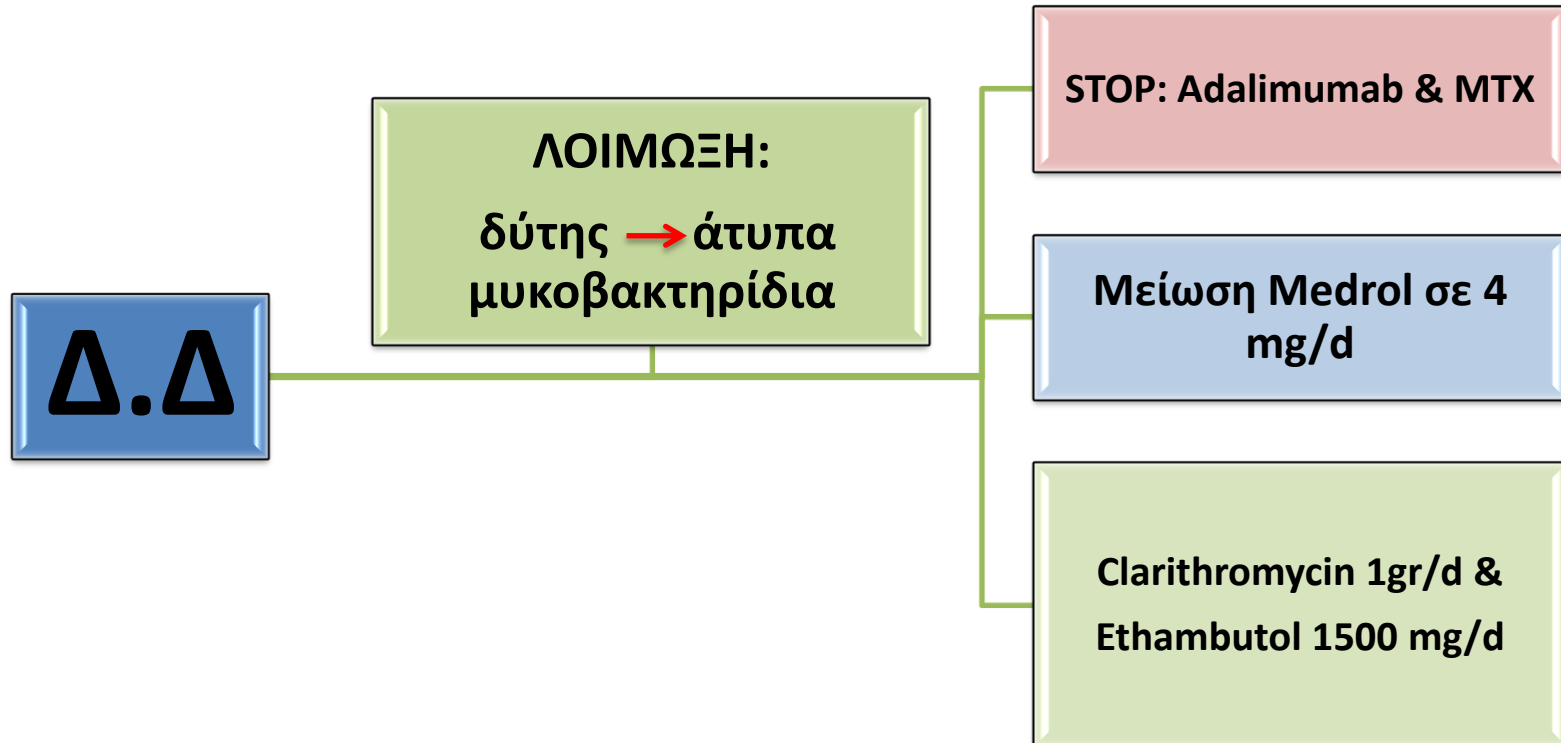 Δ.Δ
ΛΟΙΜΩΞΗ:
δύτης → άτυπα
μυκοβακτηρίδια
STOP: Adalimumab & MTX
Μείωση Medrol σε 4
mg/d
Clarithromycin 1gr/d &
Ethambutol 1500 mg/d